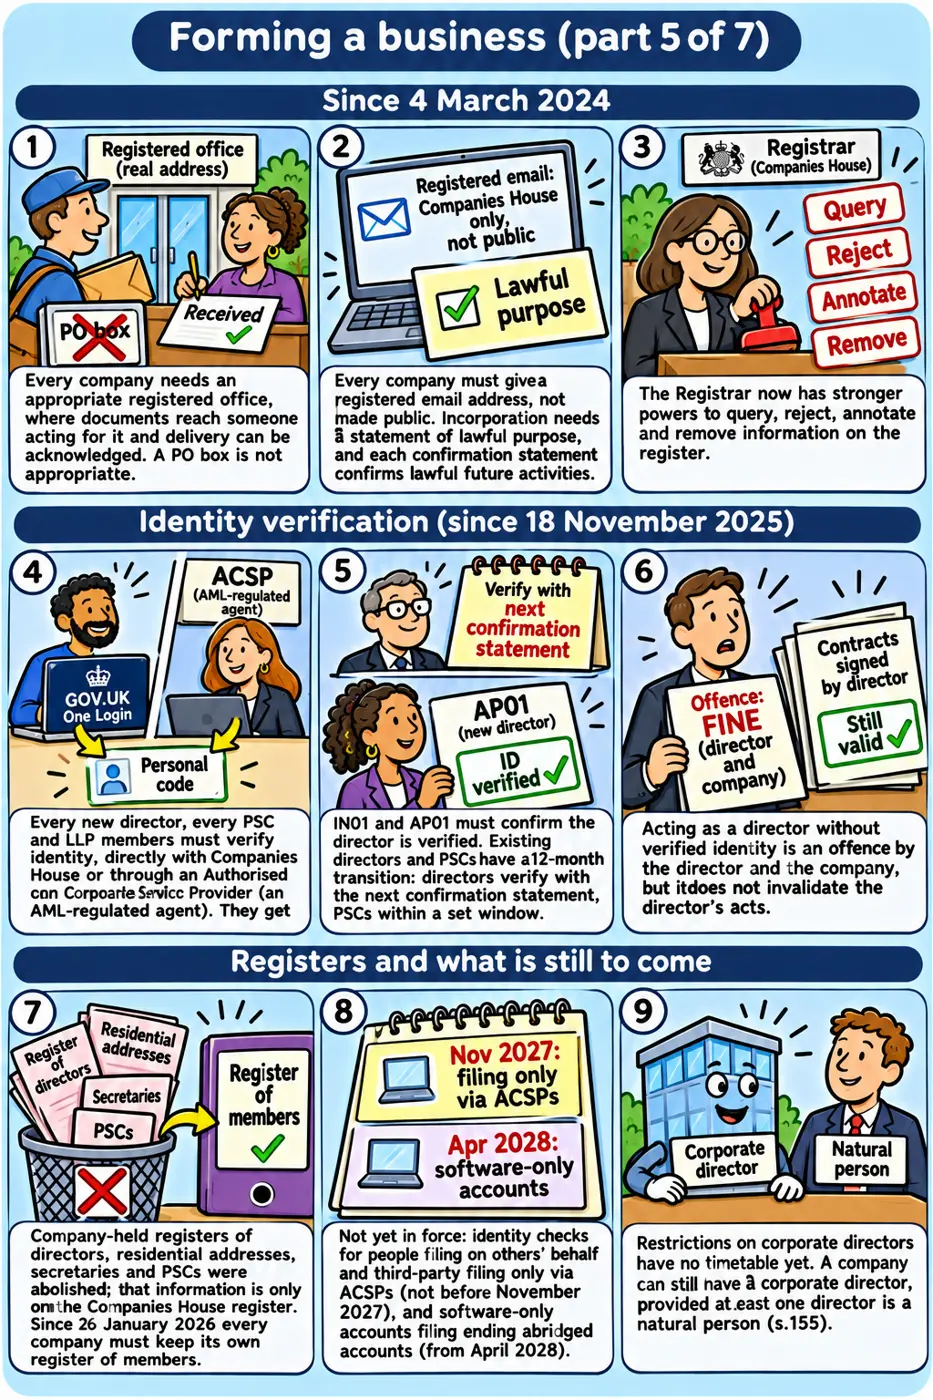 Forming a business (part 5 of 7)
Since 4 March 2024
1
Registered office
(real address)
PO box
Received
Every company needs an
appropriate registered office,
where documents reach someone
acting for it and delivery can be
acknowledged. A PO box is not
appropriatte.
2
Registered email:
Companies House
only,
not public
Lawful
purpose
Every company must give a
registered email address, not
made public. Incorporation needs
a statement of lawful purpose,
and each confirmation statement
confirms lawful future activities.
3
Registrar
(Companies House)
Query
Reject
Annotate
Remove
The Registrar now has stronger
powers to query, reject, annotate
and remove information on the
register.
Identity verification (since 18 November 2025)
4
ACSP
(AML-regulated
agent)
GOV.UK
One Login
Personal
code
Every new director, every PSC
and LLP members must verify
identity, directly with Companies
House or through an Authorised
con Corporate Service Provider (an
AML-regulated agent). They get
5
Verify with
next
confirmation
statement
AP01
(new director)
ID
verified
IN01 and AP01 must confirm the
director is verified. Existing
directors and PSCs have a 12-month
transition: directors verify with
the next confirmation statement,
PSCs within a set window.
6
Offence:
FINE
(director
and
company)
Contracts
signed
by director
Still
valid
Acting as a director without
verified identity is an offence by
the director and the company,
but itdoes not invalidate the
director's acts.
Registers and what is still to come
7
Register
of
directors
Residential
addresses
Secretaries
PSCs
Register
of
members
Company-held registers of
directors, residential addresses,
secretaries and PSCs were
abolished; that information is only
on the Companies House register.
Since 26 January 2026 every
company must keep its own
register of members.
8
Nov 2027:
filing only
via ACSPs
Apr 2028:
software-only
accounts
Not yet in force: identity checks
for people filing on others' behalf
and third-party filing only via
ACSPs (not before November
2027), and software-only
accounts filing ending abridged
accounts (from April 2028).
9
Corporate
director
Natural
person
Restrictions on corporate directors
have no timetable yet. A company
can still have a corporate director,
provided at.east one director is a
natural person (s.155).